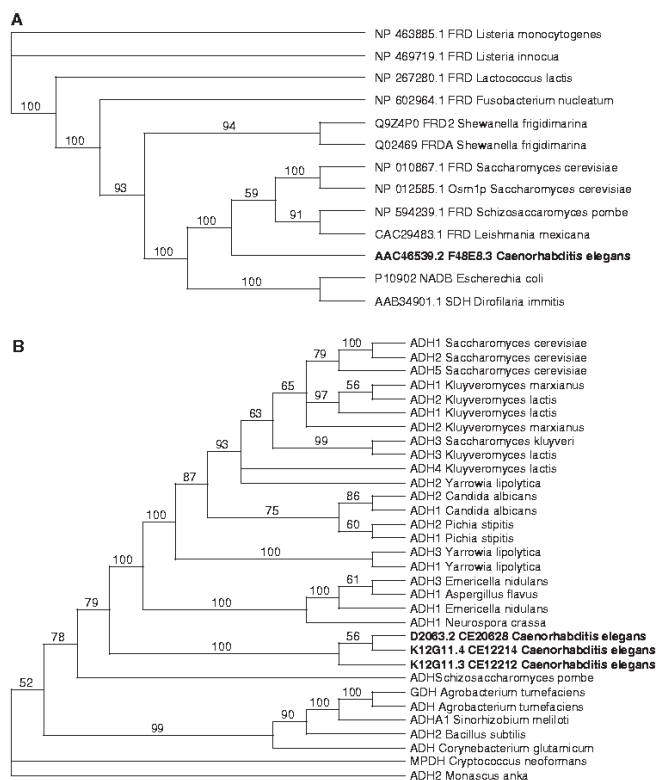 A
NP 463885.1 FRD Listeria monocytogenes
NP 469719.1 FRD Listeria innocua
NP 267280.1 FRD Lactococcus lactis
100
NP 602964.1 FRD Fusobacterium nucleatum
94
Q9Z4P0 FRD2 Shewanella frigidimarina
100
Q02469 FRDA Shewanella frigidimarina
100
NP 010867.1 FRD Saccharomyces cerevisiae
93
59
NP 012585.1 Osm1p Saccharomyces cerevisiae
91
NP 594239.1 FRD Schizosaccaromyces pombe
100
CAC29483.1 FRD Leishmania mexicana
AAC46539.2 F48E8.3 Caenorhabditis elegans
100
100
P10902 NADB Escherechia coli
AAB34901.1 SDH Dirofilaria immitis
B
100
ADH1 Saccharomyces cerevisiae
79
ADH2 Saccharomyces cerevisiae
ADH5 Saccharomyces cerevisiae
65
56
ADH1 Kluyveromyces marxianus
97
ADH2 Kluyveromyces lactis
ADH1 Kluyveromyces lactis
63
ADH2 Kluyveromyces marxianus
99
ADH3 Saccharomyces kluyveri
93
ADH3 Kluyveromyces lactis
ADH4 Kluyveromyces lactis
87
ADH2 Yarrowia lipolytica
86
ADH2 Candida albicans
75
ADH1 Candida albicans
100
60
ADH2 Pichia stipitis
ADH1 Pichia stipitis
100
ADH3 Yarrowia lipolytica
100
ADH1 Yarrowia lipolytica
61
ADH3 Emericella nidulans
100
ADH1 Aspergillus flavus
100
ADH1 Emericella nidulans
79
ADH1 Neurospora crassa
56
D2063.2 CE20628 Caenorhabditis elegans
78
100
K12G11.4 CE12214 Caenorhabditis elegans
K12G11.3 CE12212 Caenorhabditis elegans
ADHSchizosaccharomyces pombe
52
100
GDH Agrobacterium tumefaciens
100
ADH Agrobacterium tumefaciens
90
ADHA1 Sinorhizobium meliloti
99
ADH2 Bacillus subtilis
ADH Corynebacterium glutamicum
MPDH Cryptococcus neoformans
ADH2 Monascus anka